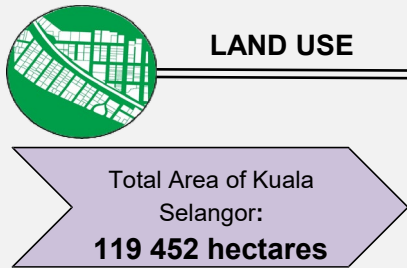 LAND USE
Total Area of Kuala
Selangor:
119 452 hectares